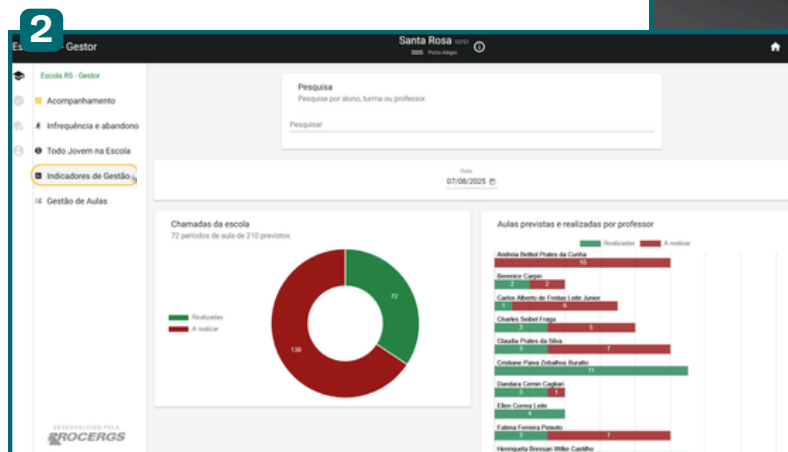 2
Es
- Gestor
Santa Rosa
2025 Porto Alegre
Escola RS - Gestor
Acompanhamento
Infrequência e abandono
Todo Jovem na Escola
Indicadores de Gestão
Gestão de Aulas
DESENVOLVIDO PELA
PROCERGS
Pesquisa
Pesquise por aluno, turma ou professor.
Pesquisar
Data
07/08/2025
Chamadas da escola
72 períodos de aula de 210 previstos
Realizadas
A realizar
72
138
Aulas previstas e realizadas por professor
Realizadas
A realizar
Andreia Bettiol Prates da Cunha
10
Berenice Carpin
2 2
Carlos Alberto de Freitas Leite Junior
1 6
Charles Seibel Fraga
3 5
Claudia Prates da Silva
3 7
Cristiane Paiva Zebalhos Buratto
11
Dandara Cemin Cagliari
3 1
Ellen Correa Leite
4
Fatima Ferreira Peixoto
3 7
Henriqueta Bressan Wilke Castilho